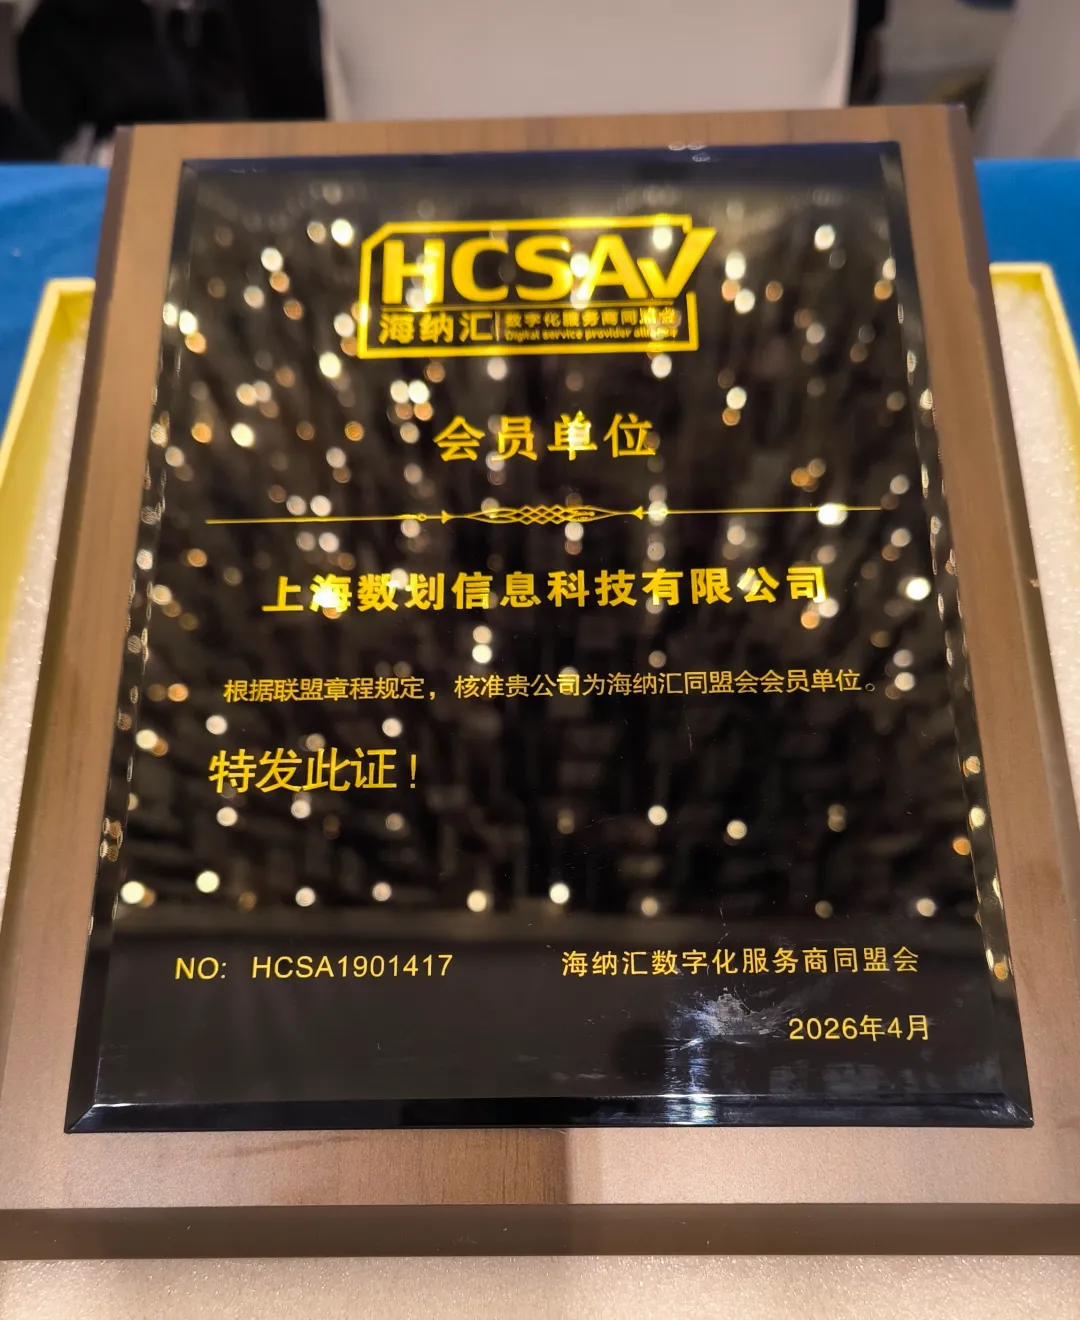 HCSA
海纳汇 数字化服务商同盟会
Digital service provider alliance
会员单位
上海数划信息科技有限公司
根据联盟章程规定，核准贵公司为海纳汇同盟会会员单位。
特发此证！
NO: HCSA1901417 海纳汇数字化服务商同盟会
2026年4月